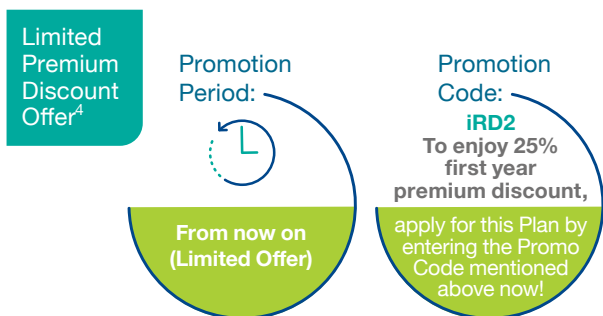 Limited
Premium
Discount
Offer4
Promotion
Period:
From now on
(Limited Offer)
Promotion
Code:
iRD2
To enjoy 25%
first year
premium discount,
apply for this Plan by
entering the Promo
Code mentioned
above now!